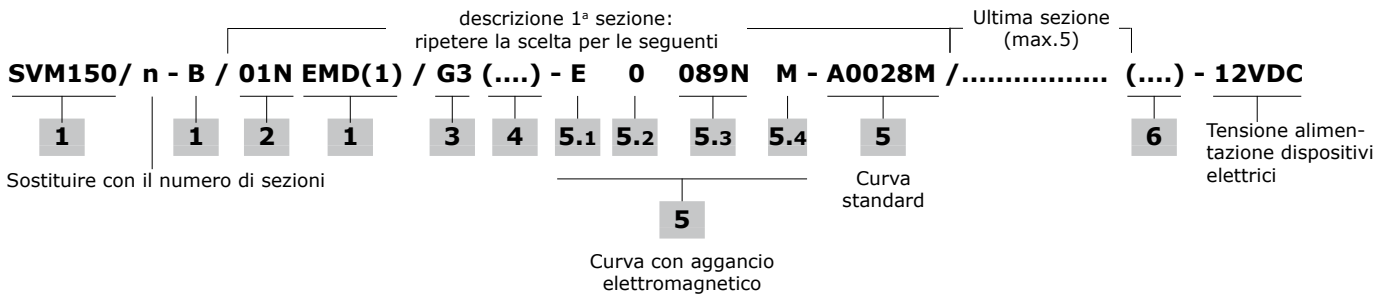 descrizione 1ª sezione:
ripetere la scelta per le seguenti
Ultima sezione
(max.5)
SVM150/ n - B / 01N EMD(1) / G3 (....) - E 0 089N M - A0028M /................. (....) - 12VDC
1 1 2 1 3 4 5.1 5.2 5.3 5.4 5 6
Sostituire con il numero di sezioni
Curva
standard
Tensione alimen-
tazione dispositivi
elettrici
5
Curva con aggancio
elettromagnetico